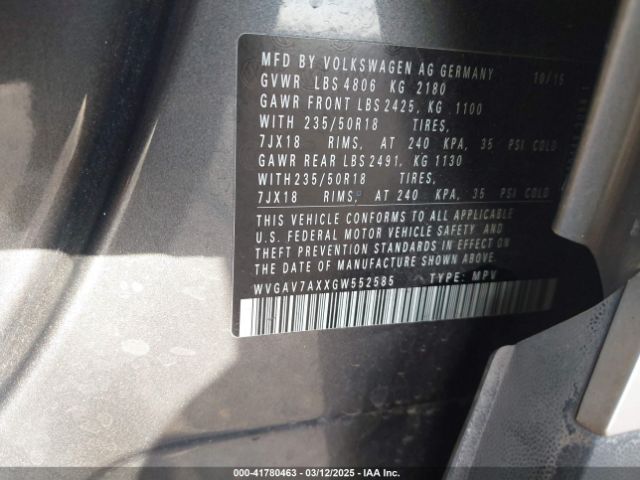 MFD BY VOLKSWAGEN AG GERMANY 10/15
GVWR LBS 4806 KG 2180
GAWR FRONT LBS 2425, KG 1100
WITH 235/50R18 TIRES,
7JX18 RIMS, AT 240 KPA, 35 PSI COLD
GAWR REAR LBS 2491, KG 1130
WITH235/50R18 TIRES,
7JX18 RIMS, AT 240 KPA, 35 PSI COLD
THIS VEHICLE CONFORMS TO ALL APPLICABLE
U.S. FEDERAL MOTOR VEHICLE SAFETY AND
THEFT PREVENTION STANDARDS IN EFFECT ON
THE DATE OF MANUFACTURE SHOWN ABOVE.
WVGAV7AXXGW552585 TYPE: MPV
000-41780463 - 03/12/2025 - IAA Inc.